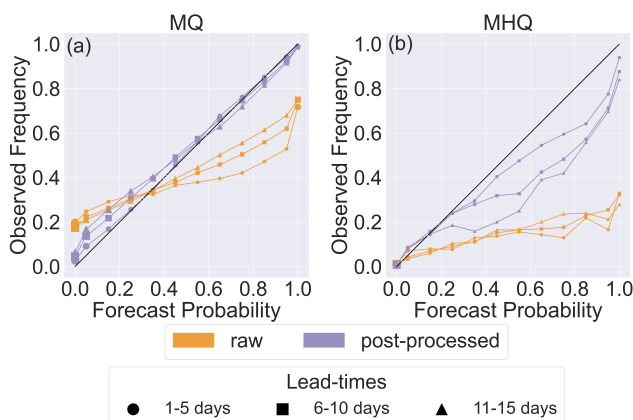 MQ
MHQ
(a)
(b)
Observed Frequency
1.0
0.8
0.6
0.4
0.2
0.0
0.0 0.2 0.4 0.6 0.8 1.0
Forecast Probability
Observed Frequency
1.0
0.8
0.6
0.4
0.2
0.0
0.0 0.2 0.4 0.6 0.8 1.0
Forecast Probability
raw post-processed
Lead-times
1-5 days 6-10 days 11-15 days